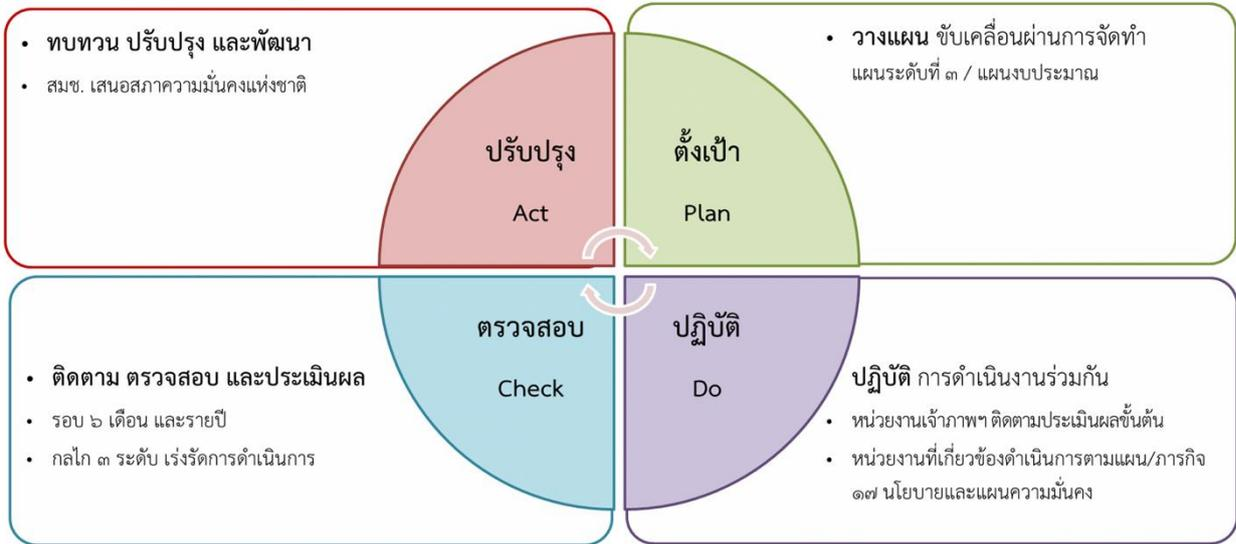 • ทบทวน ปรับปรุง และพัฒนา
• สมช. เสนอสภาความมั่นคงแห่งชาติ
ปรับปรุง
Act
• วางแผน ขับเคลื่อนผ่านการจัดทำ
แผนระดับที่ ๓ / แผนงบประมาณ
ตั้งเป้า
Plan
• ติดตาม ตรวจสอบ และประเมินผล
• รอบ ๖ เดือน และรายปี
• กลไก ๓ ระดับ เร่งรัดการดำเนินการ
ตรวจสอบ
Check
ปฏิบัติ
Do
ปฏิบัติ การดำเนินงานร่วมกัน
• หน่วยงานเจ้าภาพฯ ติดตามประเมินผลขั้นต้น
• หน่วยงานที่เกี่ยวข้องดำเนินการตามแผน/ภารกิจ
๑๗ นโยบายและแผนความมั่นคง